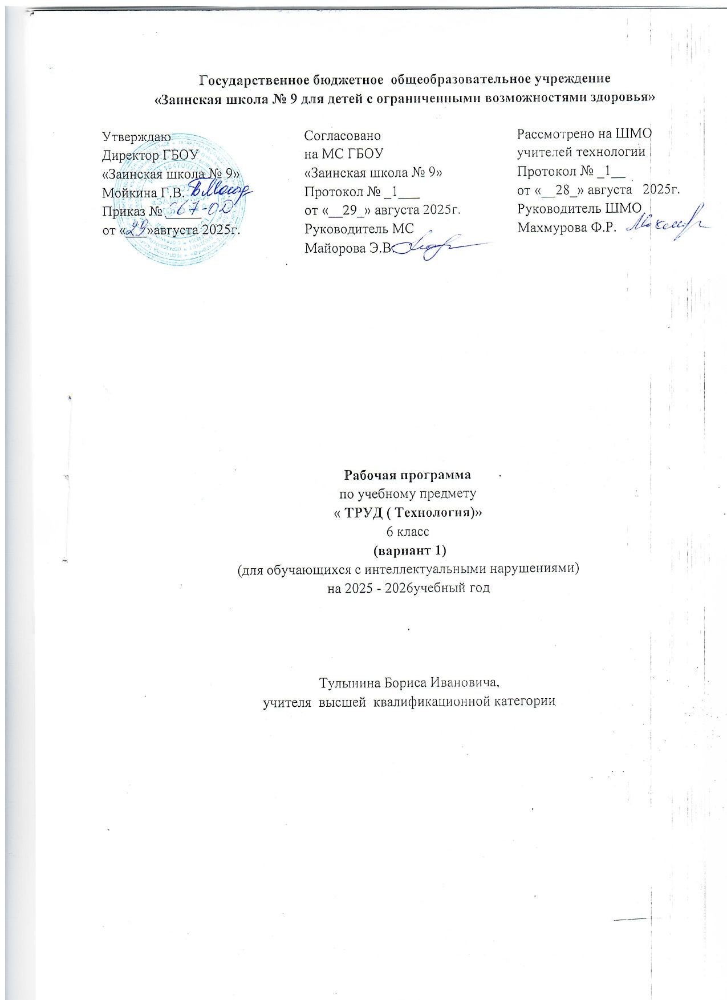 Государственное бюджетное  общеобразовательное учреждение
«Заинская школа № 9 для детей с ограниченными возможностями здоровья»
Утверждаю
Директор ГБОУ
«Заинская школа № 9»
Мойкина Г.В.
Приказ № 667-ОД
от «29»августа 2025г.
Согласовано
на МС ГБОУ
«Заинская школа № 9»
Протокол № _1___
от «__29_» августа 2025г.
Руководитель МС
Майорова Э.В.
Рассмотрено на ШМО
учителей технологии
Протокол № _1__
от «__28_» августа   2025г.
Руководитель ШМО
Махмурова Ф.Р.
Рабочая программа
по учебному предмету
« ТРУД ( Технология)»
6 класс
(вариант 1)
(для обучающихся с интеллектуальными нарушениями)
на 2025 - 2026учебный год
Тулынина Бориса Ивановича,
учителя  высшей  квалификационной категории